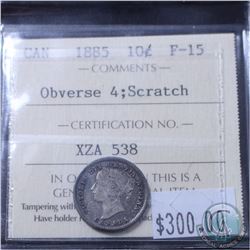 CAN 1885 10¢ F-15
— COMMENTS —
Obverse 4;Scratch
— CERTIFICATION NO. —
XZA 538
IN O THIS IS A
GEN
Tampering with
Have holder
$300.00